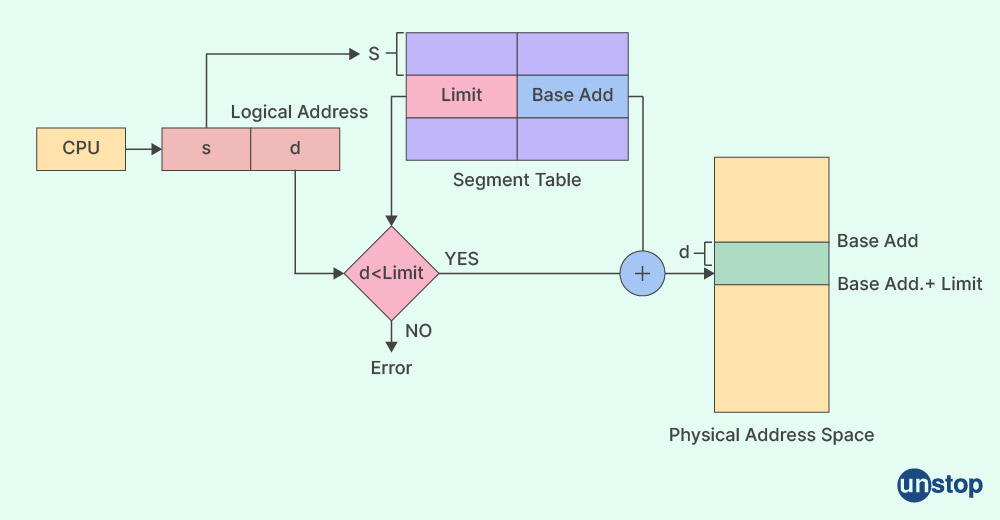 S
Limit
Base Add
Logical Address
CPU
s
d
Segment Table
d<Limit
YES
NO
Error
+
d
Base Add
Base Add.+ Limit
Physical Address Space
unstop